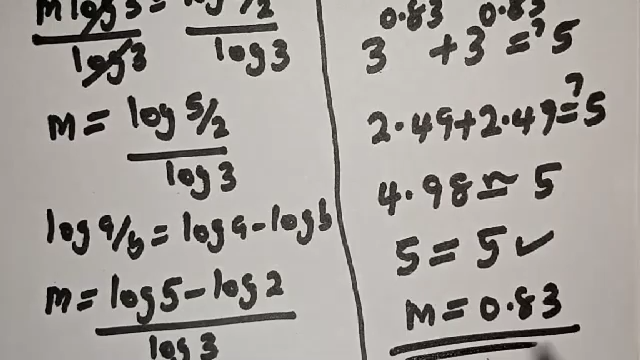 m log 3 = log 5/2
log 3 log 3
m = log 5/2
log 3
log a/b = log a - log b
m = log 5 - log 2
log 3
3^0.83 + 3^0.83 =? 5
2.49 + 2.49 =? 5
4.98 ≃ 5
5 = 5 ✓
m = 0.83